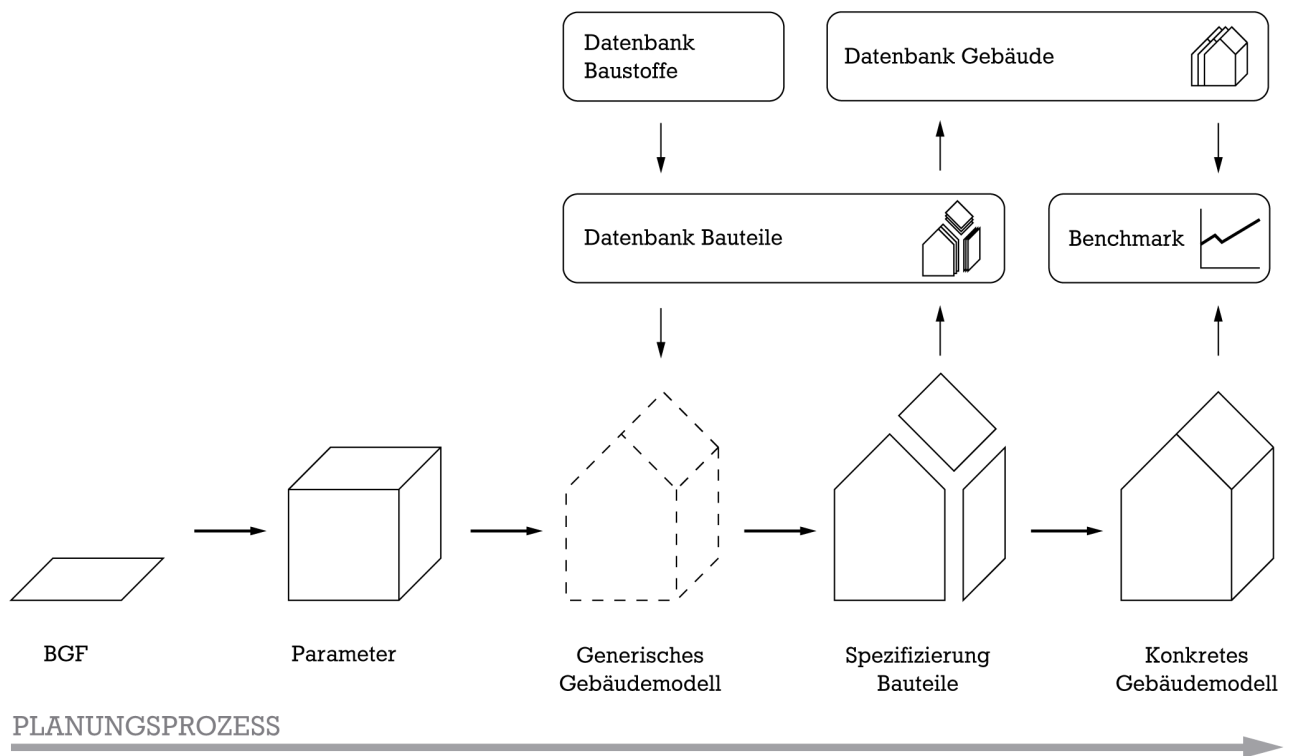 Datenbank
Baustoffe
Datenbank Gebäude
Datenbank Bauteile
Benchmark
BGF
Parameter
Generisches
Gebäudemodell
Spezifizierung
Bauteile
Konkretes
Gebäudemodell
PLANUNGSPROZESS